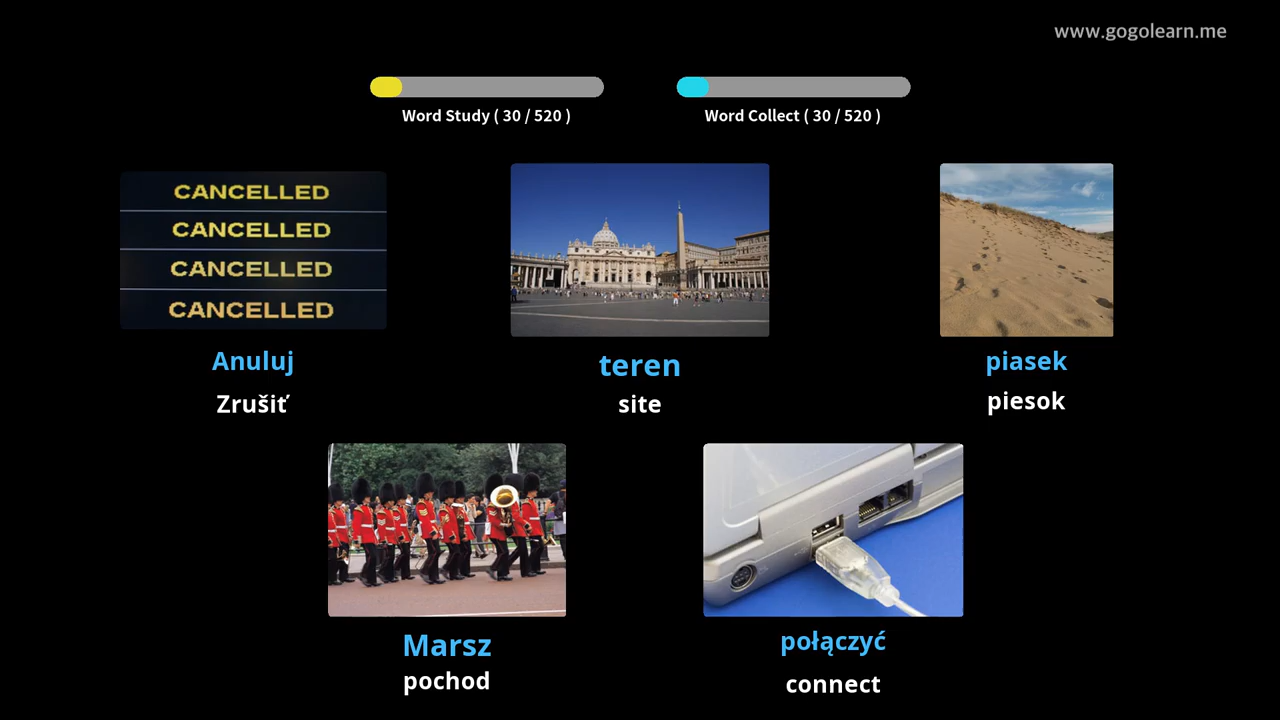 www.gogolearn.me
Word Study ( 30 / 520 )
Word Collect ( 30 / 520 )
CANCELLED
CANCELLED
CANCELLED
CANCELLED
Anuluj
Zrušiť
teren
site
piasek
piesok
Marsz
pochod
połączyć
connect